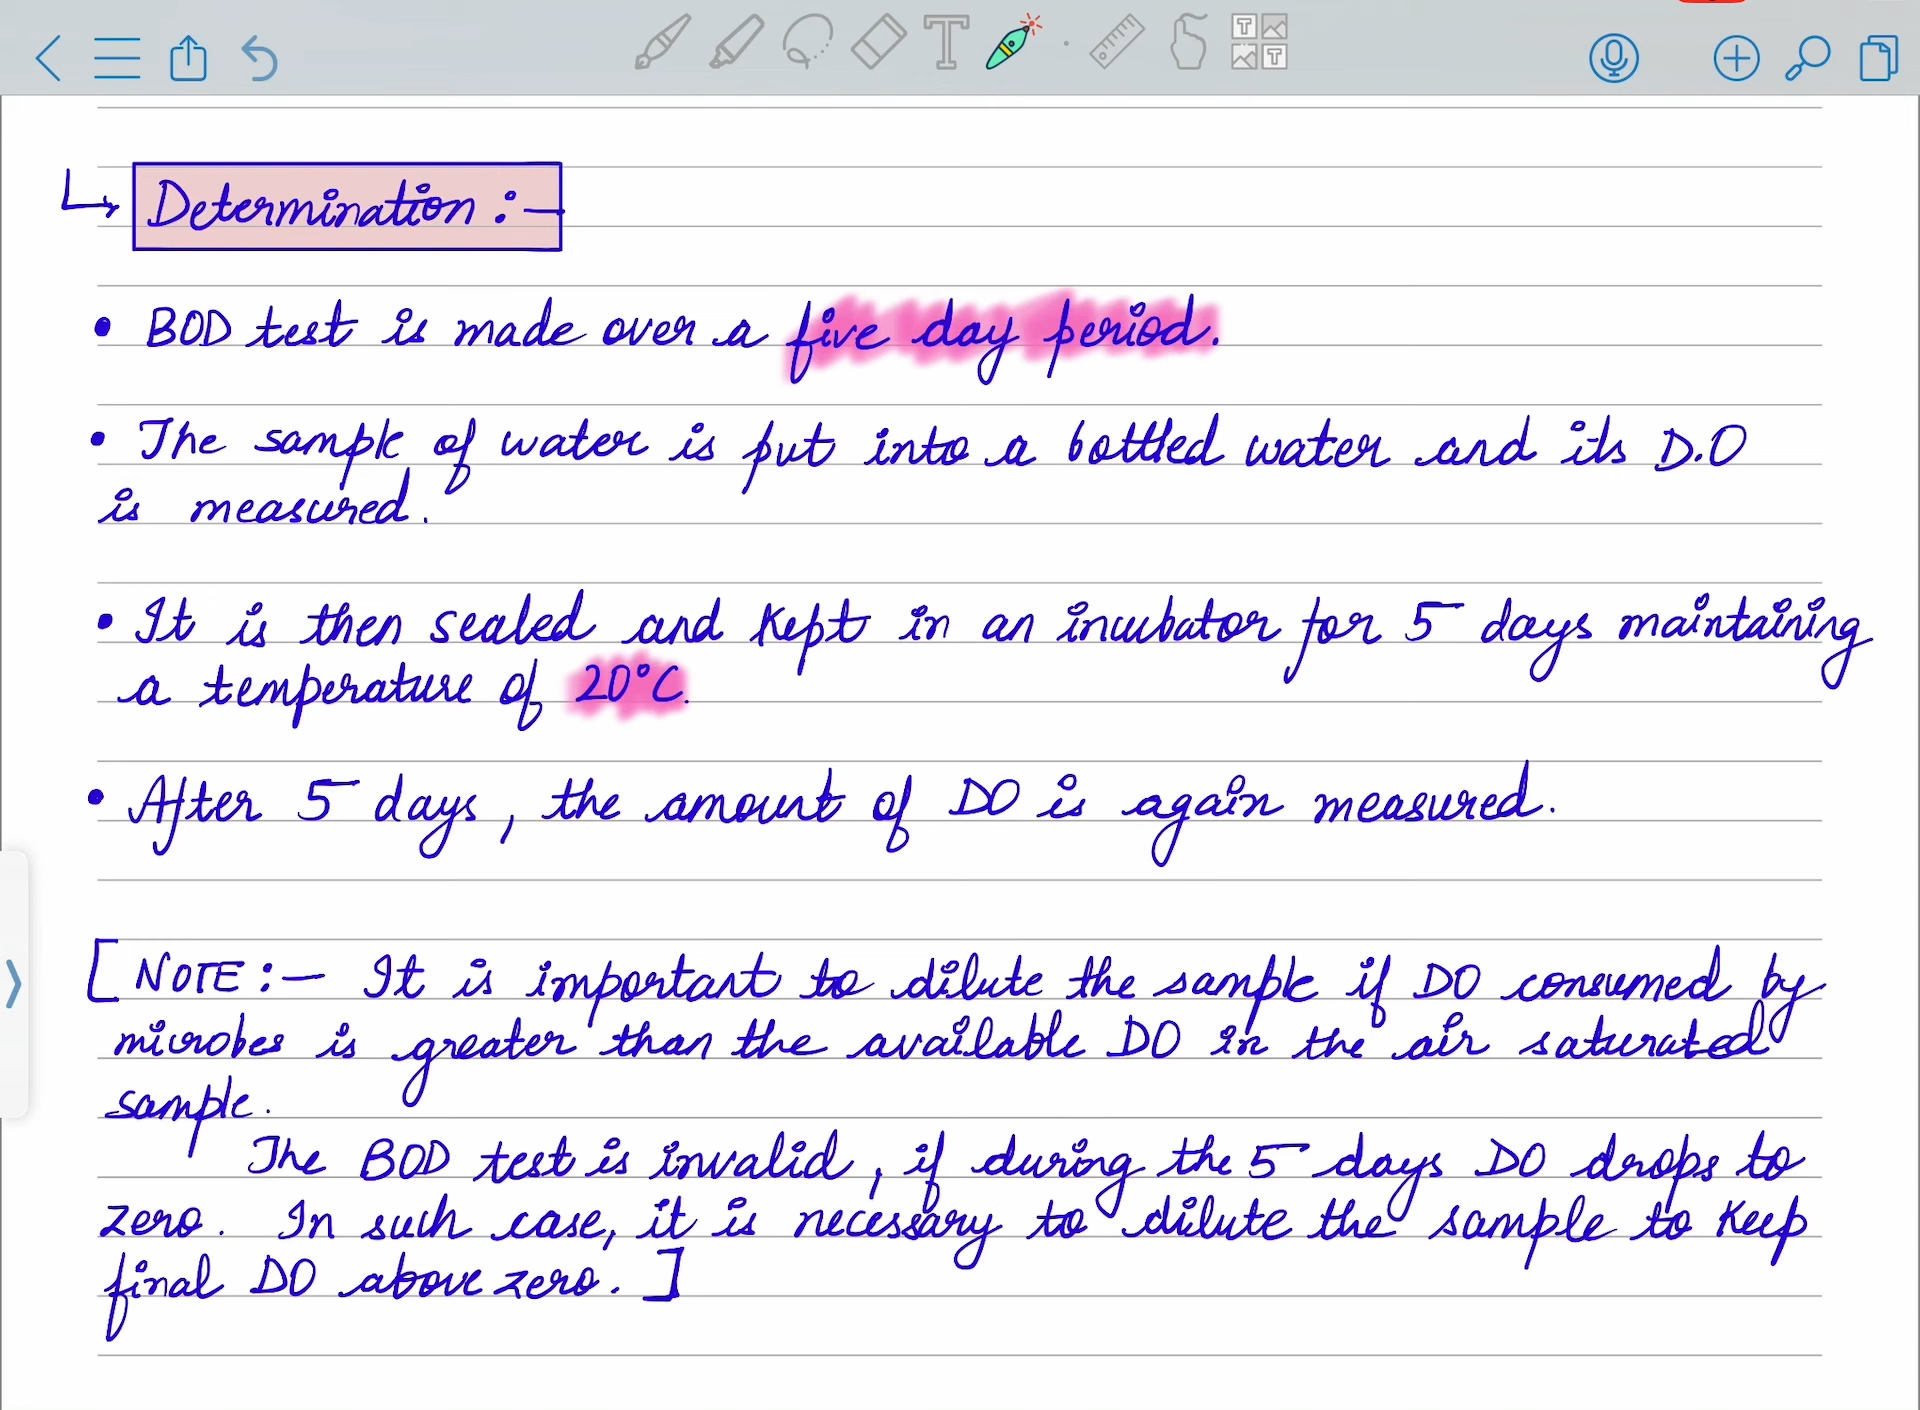 ↳ Determination :-
• BOD test is made over a five day period.
• The sample of water is put into a bottled water and its D.O
is measured.
• It is then sealed and kept in an incubator for 5 days maintaining
a temperature of 20°C.
• After 5 days, the amount of DO is again measured.
[ NOTE :- It is important to dilute the sample if DO consumed by
microbes is greater than the available DO in the air saturated
sample.
The BOD test is invalid, if during the 5 days DO drops to
zero. In such case, it is necessary to dilute the sample to keep
final DO above zero. ]